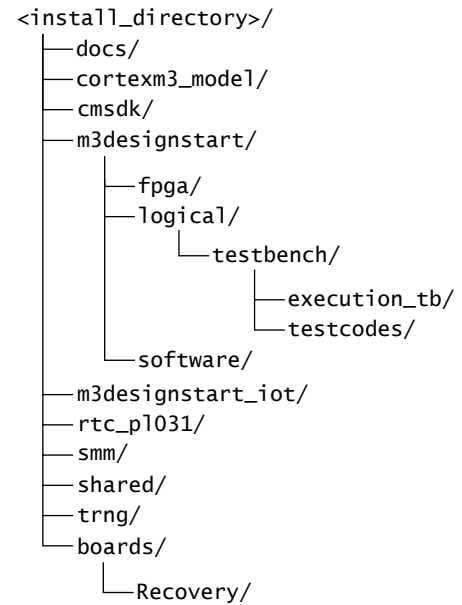 <install_directory>/
docs/
cortexm3_model/
cmsdk/
m3designstart/
fpga/
logical/
testbench/
execution_tb/
testcodes/
software/
m3designstart_iot/
rtc_pl031/
smm/
shared/
trng/
boards/
Recovery/